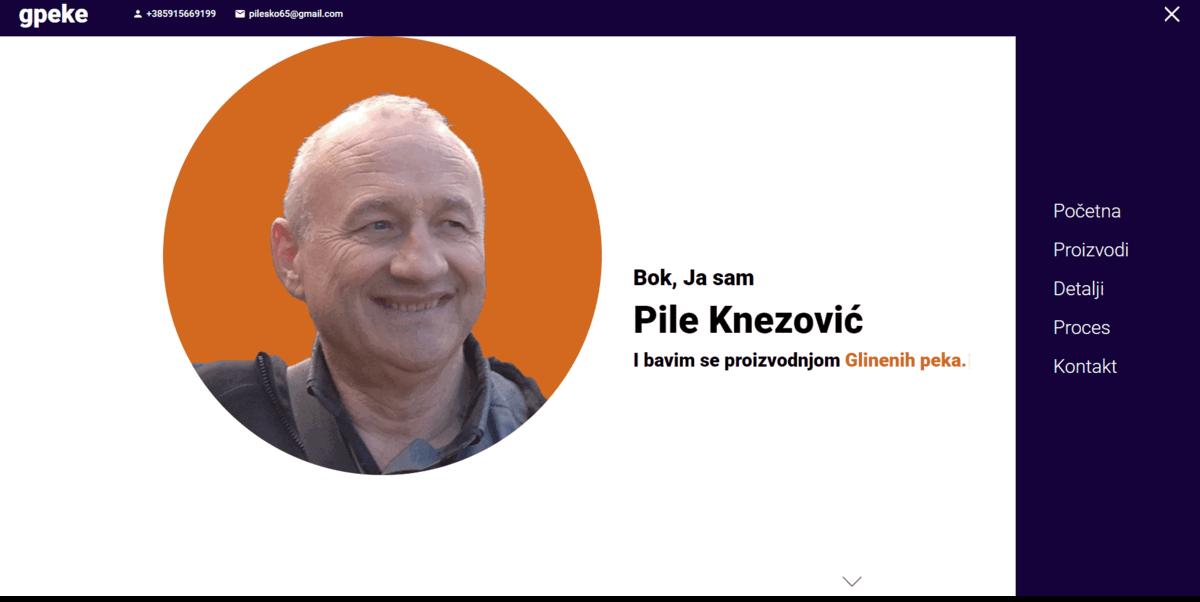 gpeke
+385915669199
pilesko65@gmail.com
Bok, Ja sam
Pile Knezović
I bavim se proizvodnjom Glinenih peka.
Početna
Proizvodi
Detalji
Proces
Kontakt